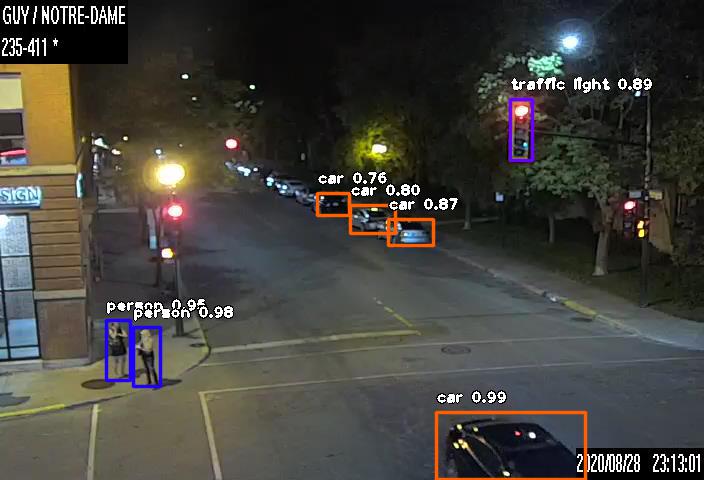 GUY / NOTRE-DAME
235-411 *
traffic light 0.89
car 0.76
car 0.80
car 0.87
SIGN
person 0.95
person 0.98
car 0.99
2020/08/28 23:13:01